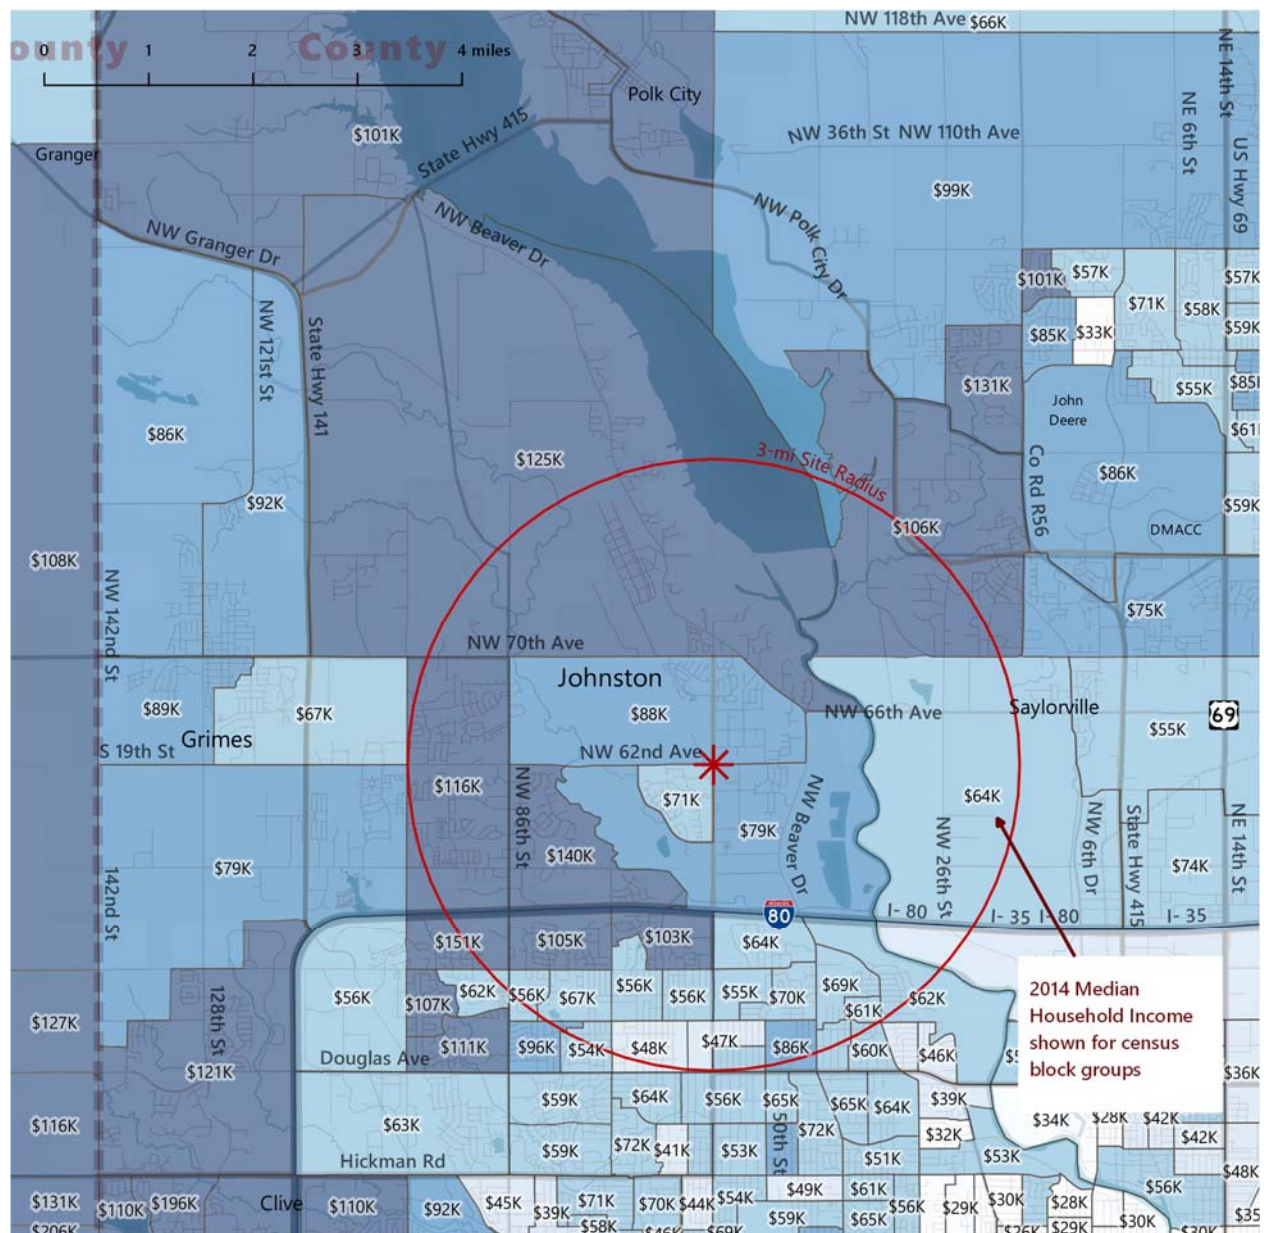 NW 118th Ave $66K
ounty County
0 1 2 3 4 miles
Polk City
NE 14th St
$101K State Hwy 415
NW 36th St NW 110th Ave
NE 6th St
US Hwy 69
Granger
$99K
NW Polk City Dr
NW Granger Dr
NW Beaver Dr
$101K $57K $57K
NW 121st St
State Hwy 141
$71K $58K
$85K $33K $59K
$131K $55K $85
John
Deere
$86K
$61
$125K
3-mi Site Radius
Co Rd R56
$86K
$92K
$59K
$106K DMACC
$108K
NW 142nd St
$75K
NW 70th Ave
Johnston
$89K $67K $88K
NW 66th Ave
Saylorville
69
S 19th St Grimes
NW 62nd Ave
$55K
$116K
NW 86th St
$71K
NW Beaver Dr
$64K
$79K
NW 26th St
NW 6th Dr
State Hwy 415
NE 14th St
$140K
$79K
$74K
142nd St
80
I- 80 I- 35 I- 80 I- 35
$151K $105K $103K $64K
128th St
$56K $107K $62K $56K $67K $56K $56K $55K $70K $69K $61K $62K
2014 Median
Household Income
shown for census
block groups
$127K
Douglas Ave $111K $96K $54K $48K $47K $86K $60K $46K $5
$121K
$36K
$59K $64K $56K $65K $65K $64K $39K
$116K $63K
$34K $28K $42K
50th St
$72K $32K $42K
Hickman Rd $59K $72K $41K $53K $51K $53K
$48K
$131K $110K $196K Clive $110K $92K $45K $39K $71K $70K $44K $54K $49K $61K $56K $29K $30K $28K $56K
$206K $58K $46K $69K $59K $65K $26K $29K $30K $30K $35